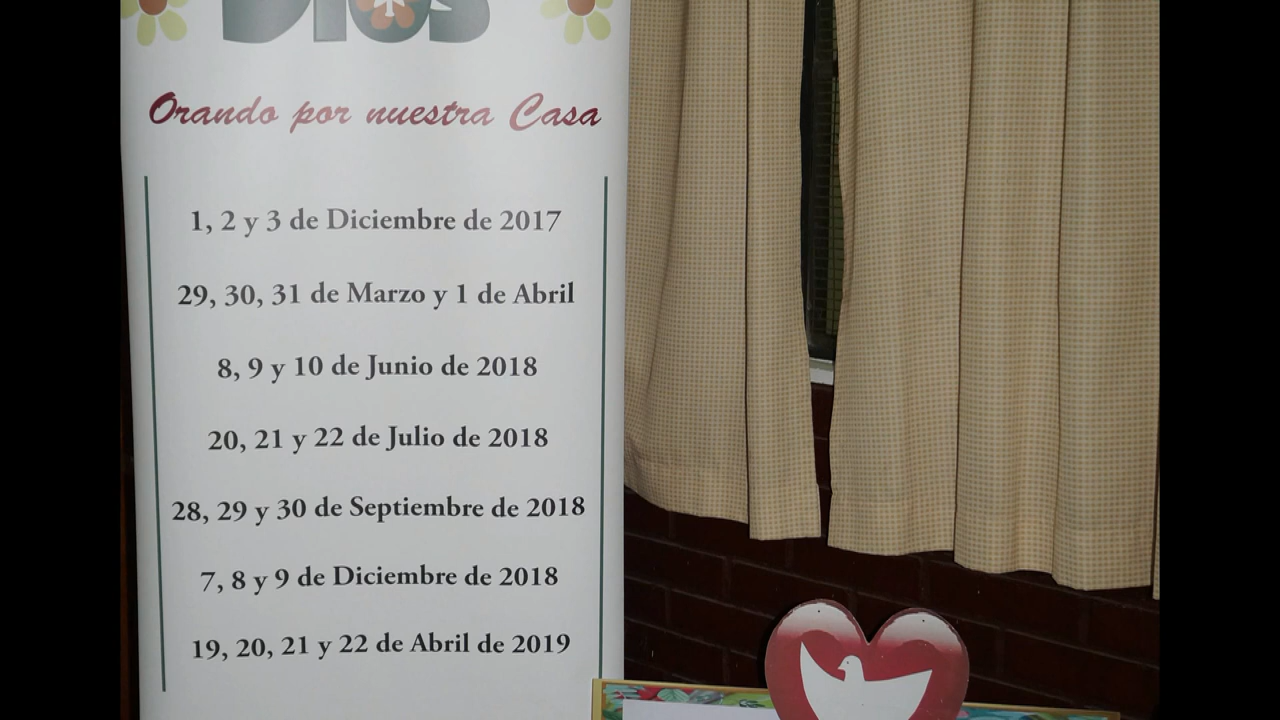 DIOS
Orando por nuestra Casa
1, 2 y 3 de Diciembre de 2017
29, 30, 31 de Marzo y 1 de Abril
8, 9 y 10 de Junio de 2018
20, 21 y 22 de Julio de 2018
28, 29 y 30 de Septiembre de 2018
7, 8 y 9 de Diciembre de 2018
19, 20, 21 y 22 de Abril de 2019